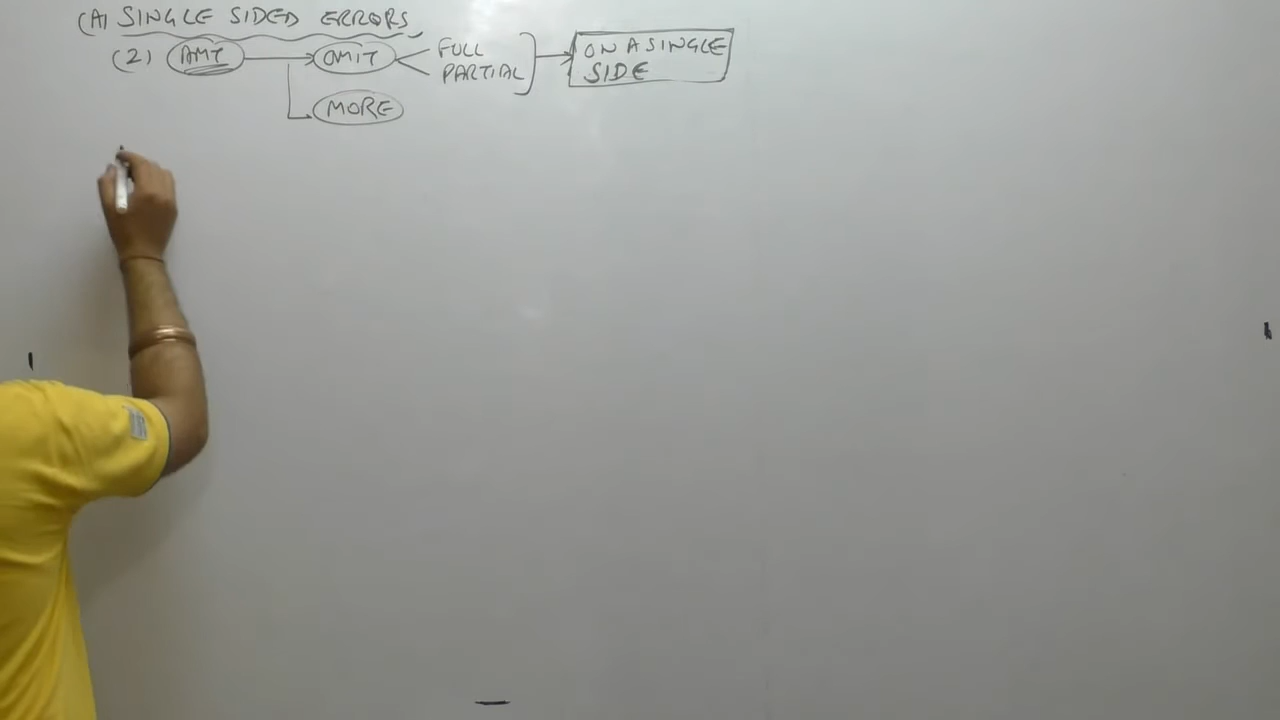 (A) SINGLE SIDED ERRORS
(2) AMT OMIT FULL PARTIAL ON A SINGLE SIDE
MORE